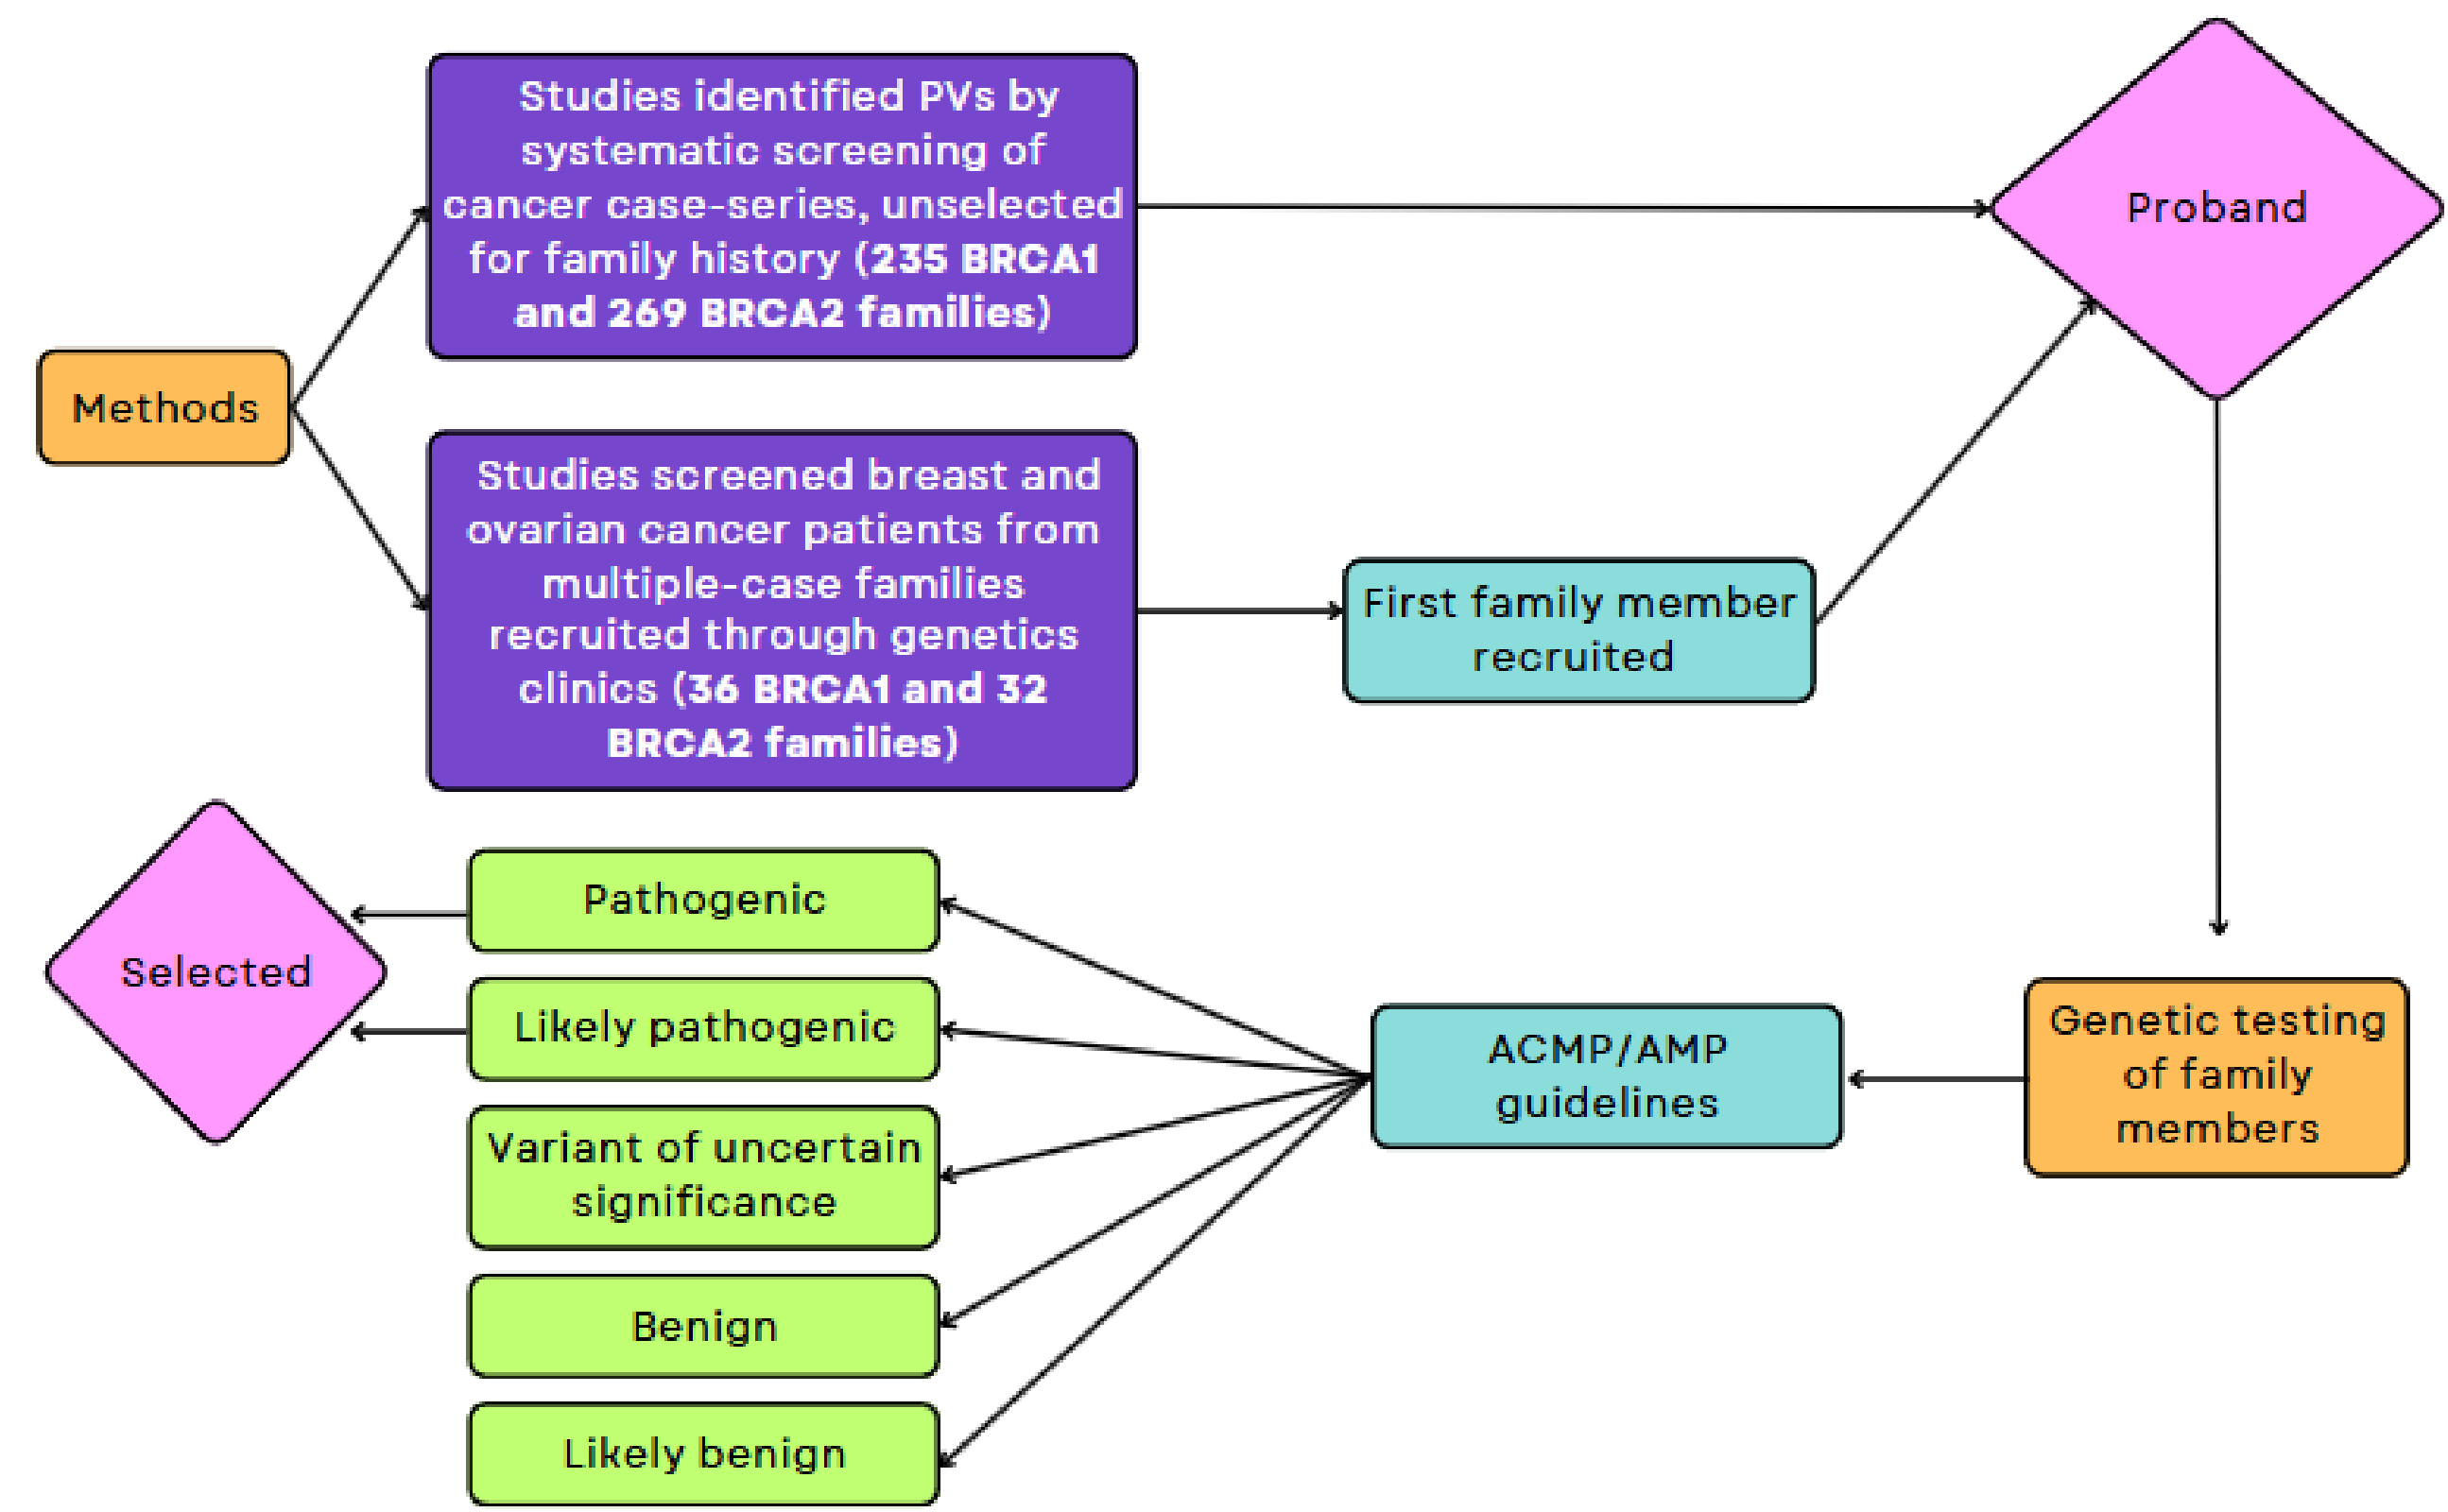 Studies identified PVs by
systematic screening of
cancer case-series, unselected
for family history (235 BRCA1
and 269 BRCA2 families)
Proband
Methods
Studies screened breast and
ovarian cancer patients from
multiple-case families
recruited through genetics
clinics (36 BRCA1 and 32
BRCA2 families)
First family member
recruited
Genetic testing
of family
members
ACMP/AMP
guidelines
Pathogenic
Likely pathogenic
Variant of uncertain
significance
Benign
Likely benign
Selected